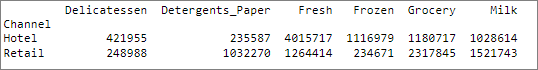 Delicatessen Detergents_Paper Fresh Frozen Grocery Milk
Channel
Hotel 421955 235587 4015717 1116979 1180717 1028614
Retail 248988 1032270 1264414 234671 2317845 1521743